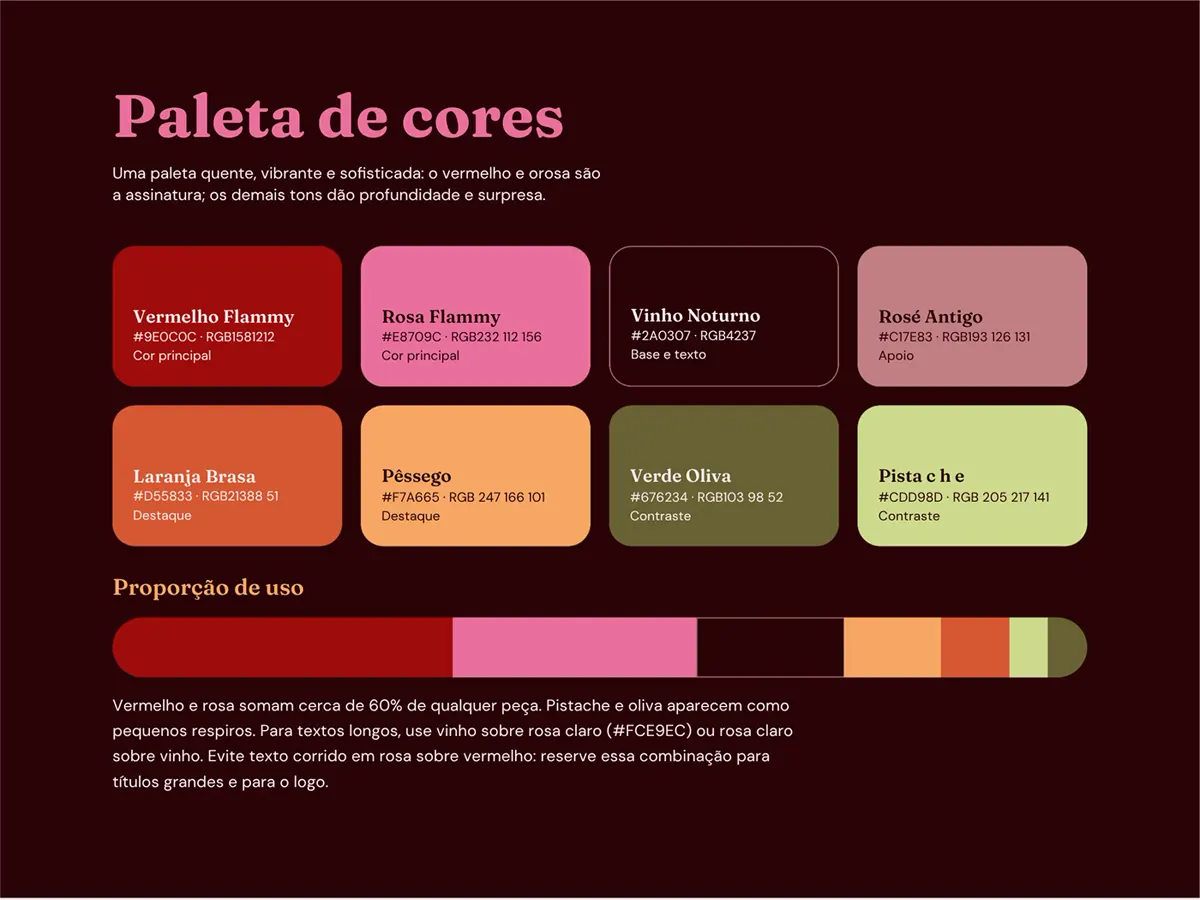 Paleta de cores
Uma paleta quente, vibrante e sofisticada: o vermelho e orosa são
a assinatura; os demais tons dão profundidade e surpresa.
Vermelho Flammy
#9E0C0C · RGB1581212
Cor principal
Rosa Flammy
#E8709C · RGB232 112 156
Cor principal
Vinho Noturno
#2A0307 · RGB4237
Base e texto
Rosé Antigo
#C17E83 · RGB193 126 131
Apoio
Laranja Brasa
#D55833 · RGB21388 51
Destaque
Pêssego
#F7A665 · RGB 247 166 101
Destaque
Verde Oliva
#676234 · RGB103 98 52
Contraste
Pista c h e
#CDD98D · RGB 205 217 141
Contraste
Proporção de uso
Vermelho e rosa somam cerca de 60% de qualquer peça. Pistache e oliva aparecem como
pequenos respiros. Para textos longos, use vinho sobre rosa claro (#FCE9EC) ou rosa claro
sobre vinho. Evite texto corrido em rosa sobre vermelho: reserve essa combinação para
títulos grandes e para o logo.